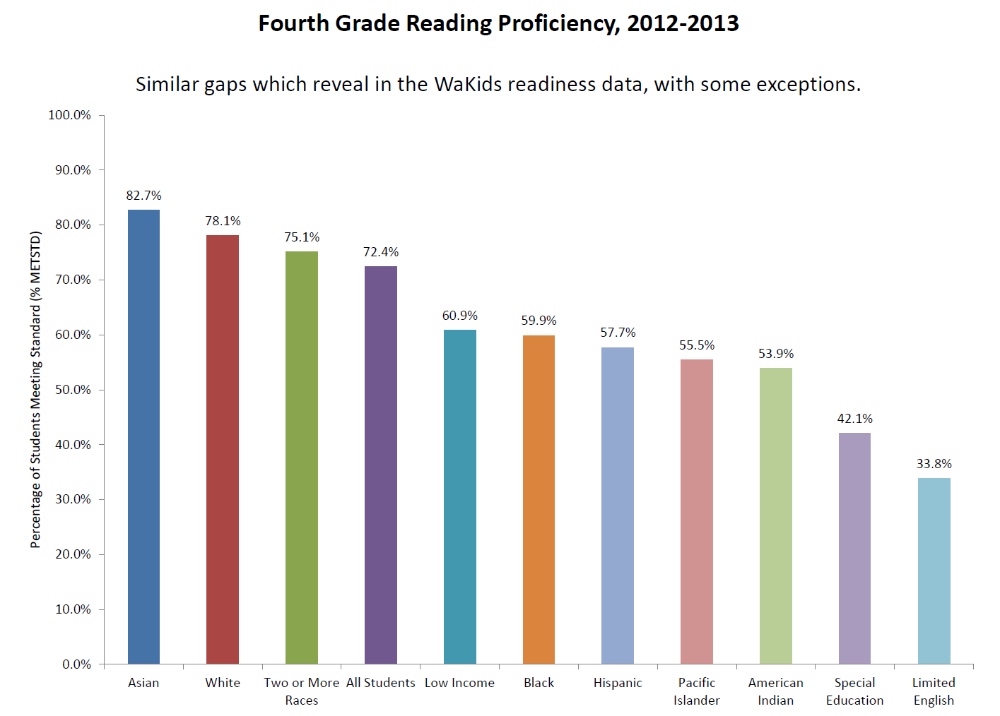 Fourth Grade Reading Proficiency, 2012-2013
Similar gaps which reveal in the WaKids readiness data, with some exceptions.
Percentage of Students Meeting Standard (% METSTD)
100.0%
90.0%
80.0%
70.0%
60.0%
50.0%
40.0%
30.0%
20.0%
10.0%
0.0%
82.7%
78.1%
75.1%
72.4%
60.9%
59.9%
57.7%
55.5%
53.9%
42.1%
33.8%
Asian
White
Two or More
Races
All Students
Low Income
Black
Hispanic
Pacific
Islander
American
Indian
Special
Education
Limited
English